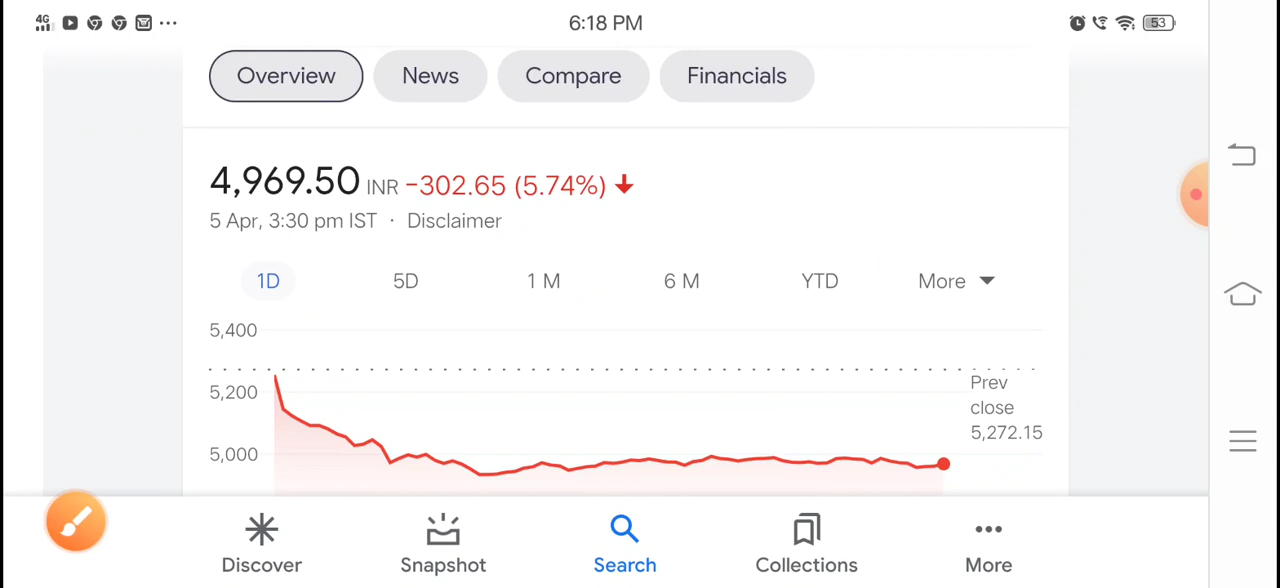 4G 6:18 PM 53
Overview News Compare Financials
4,969.50 INR −302.65 (5.74%)
5 Apr, 3:30 pm IST · Disclaimer
1D 5D 1 M 6 M YTD More
5,400
5,200
5,000
Prev
close
5,272.15
Discover Snapshot Search Collections More